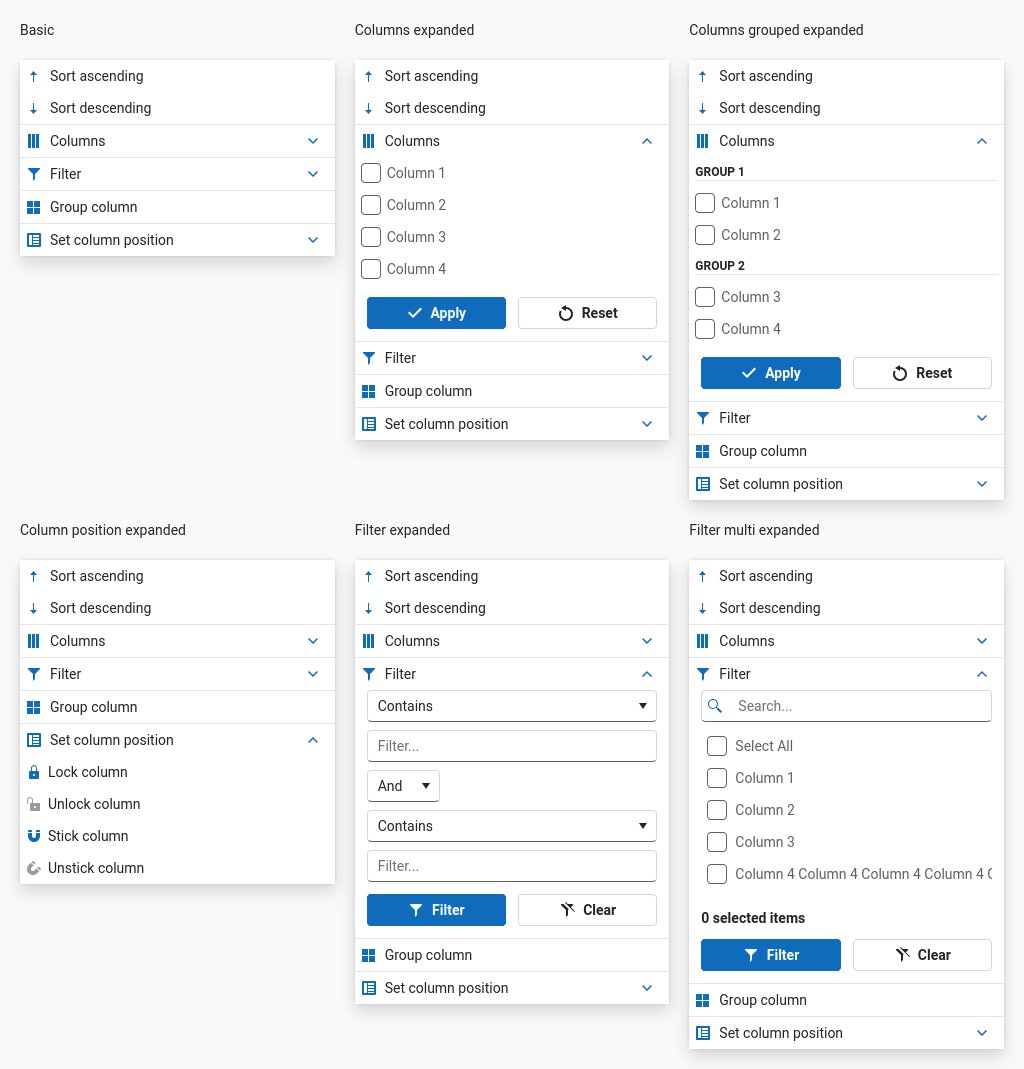 Basic
Sort ascending
Sort descending
Columns
Filter
Group column
Set column position
Columns expanded
Sort ascending
Sort descending
Columns
Column 1
Column 2
Column 3
Column 4
Apply
Reset
Filter
Group column
Set column position
Columns grouped expanded
Sort ascending
Sort descending
Columns
GROUP 1
Column 1
Column 2
GROUP 2
Column 3
Column 4
Apply
Reset
Filter
Group column
Set column position
Column position expanded
Sort ascending
Sort descending
Columns
Filter
Group column
Set column position
Lock column
Unlock column
Stick column
Unstick column
Filter expanded
Sort ascending
Sort descending
Columns
Filter
Contains
Filter...
And
Contains
Filter...
Filter
Clear
Group column
Set column position
Filter multi expanded
Sort ascending
Sort descending
Columns
Filter
Search...
Select All
Column 1
Column 2
Column 3
Column 4 Column 4 Column 4 Column 4 C
0 selected items
Filter
Clear
Group column
Set column position